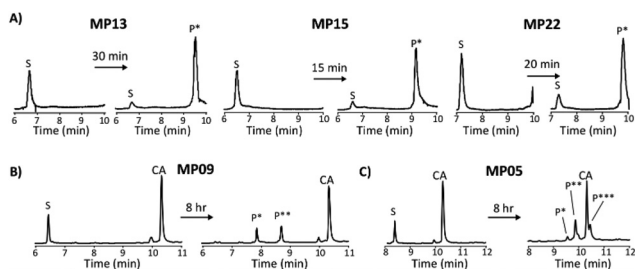 A) MP13 MP15 MP22
S 30 min P* S
S 15 min P* S
S 20 min P* S
6 7 8 9 10 6 7 8 9 10 6 7 8 9 10 6 7 8 9 10 7 8 9 10 7 8 9 10
Time (min) Time (min) Time (min) Time (min) Time (min) Time (min)
B) MP09 C) MP05
S CA 8 hr P* P** CA
S CA 8 hr P* P** CA P***
6 7 8 9 10 11 6 7 8 9 10 11 8 9 10 11 12 8 9 10 11 12
Time (min) Time (min) Time (min) Time (min)